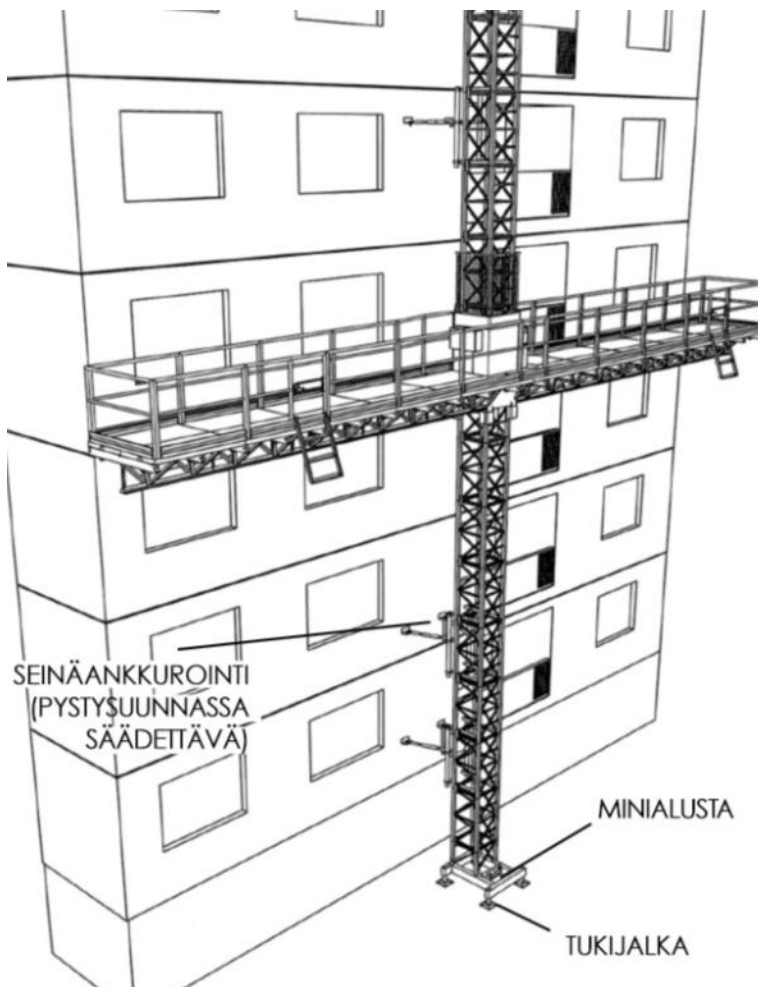 SEINÄANKKUROINTI
(PYSTYSUUNNASSA
SÄÄDETTÄVÄ)
MINIALUSTA
TUKIJALKA